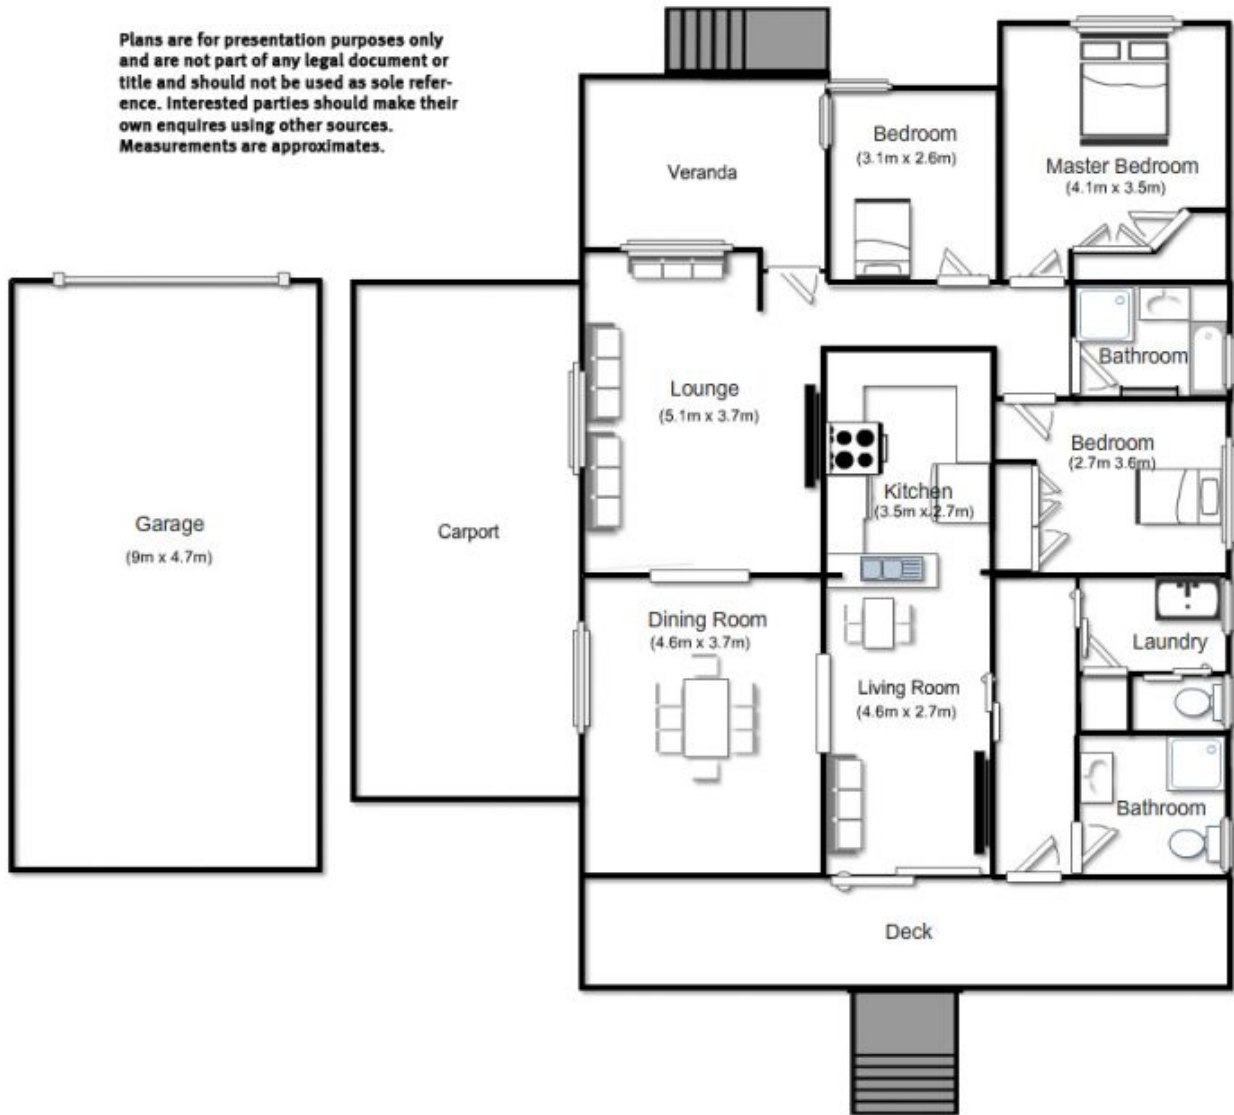 Plans are for presentation purposes only
and are not part of any legal document or
title and should not be used as sole refer-
ence. Interested parties should make their
own enquires using other sources.
Measurements are approximates.
Veranda
Bedroom
(3.1m x 2.6m)
Master Bedroom
(4.1m x 3.5m)
Bathroom
Lounge
(5.1m x 3.7m)
Bedroom
(2.7m 3.6m)
Kitchen
(3.5m x 2.7m)
Garage
(9m x 4.7m)
Carport
Dining Room
(4.6m x 3.7m)
Living Room
(4.6m x 2.7m)
Laundry
Bathroom
Deck